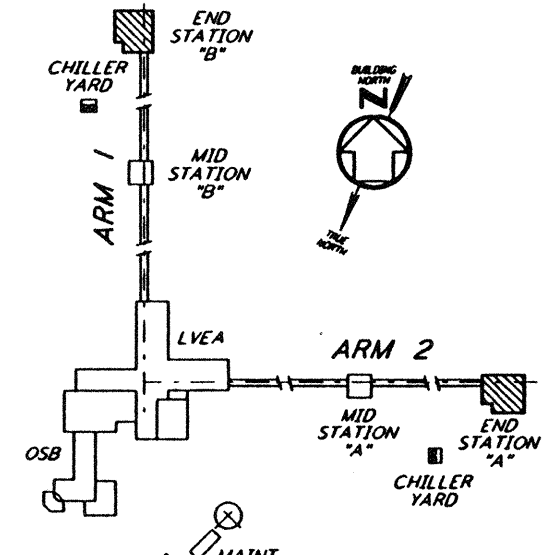 END
STATION
"B"
CHILLER
YARD
BUILDING
NORTH
N
MID
STATION
"B"
ARM 1
TRUE
NORTH
LVEA
ARM 2
MID
STATION
"A"
END
STATION
"A"
OSB
CHILLER
YARD
MAINT